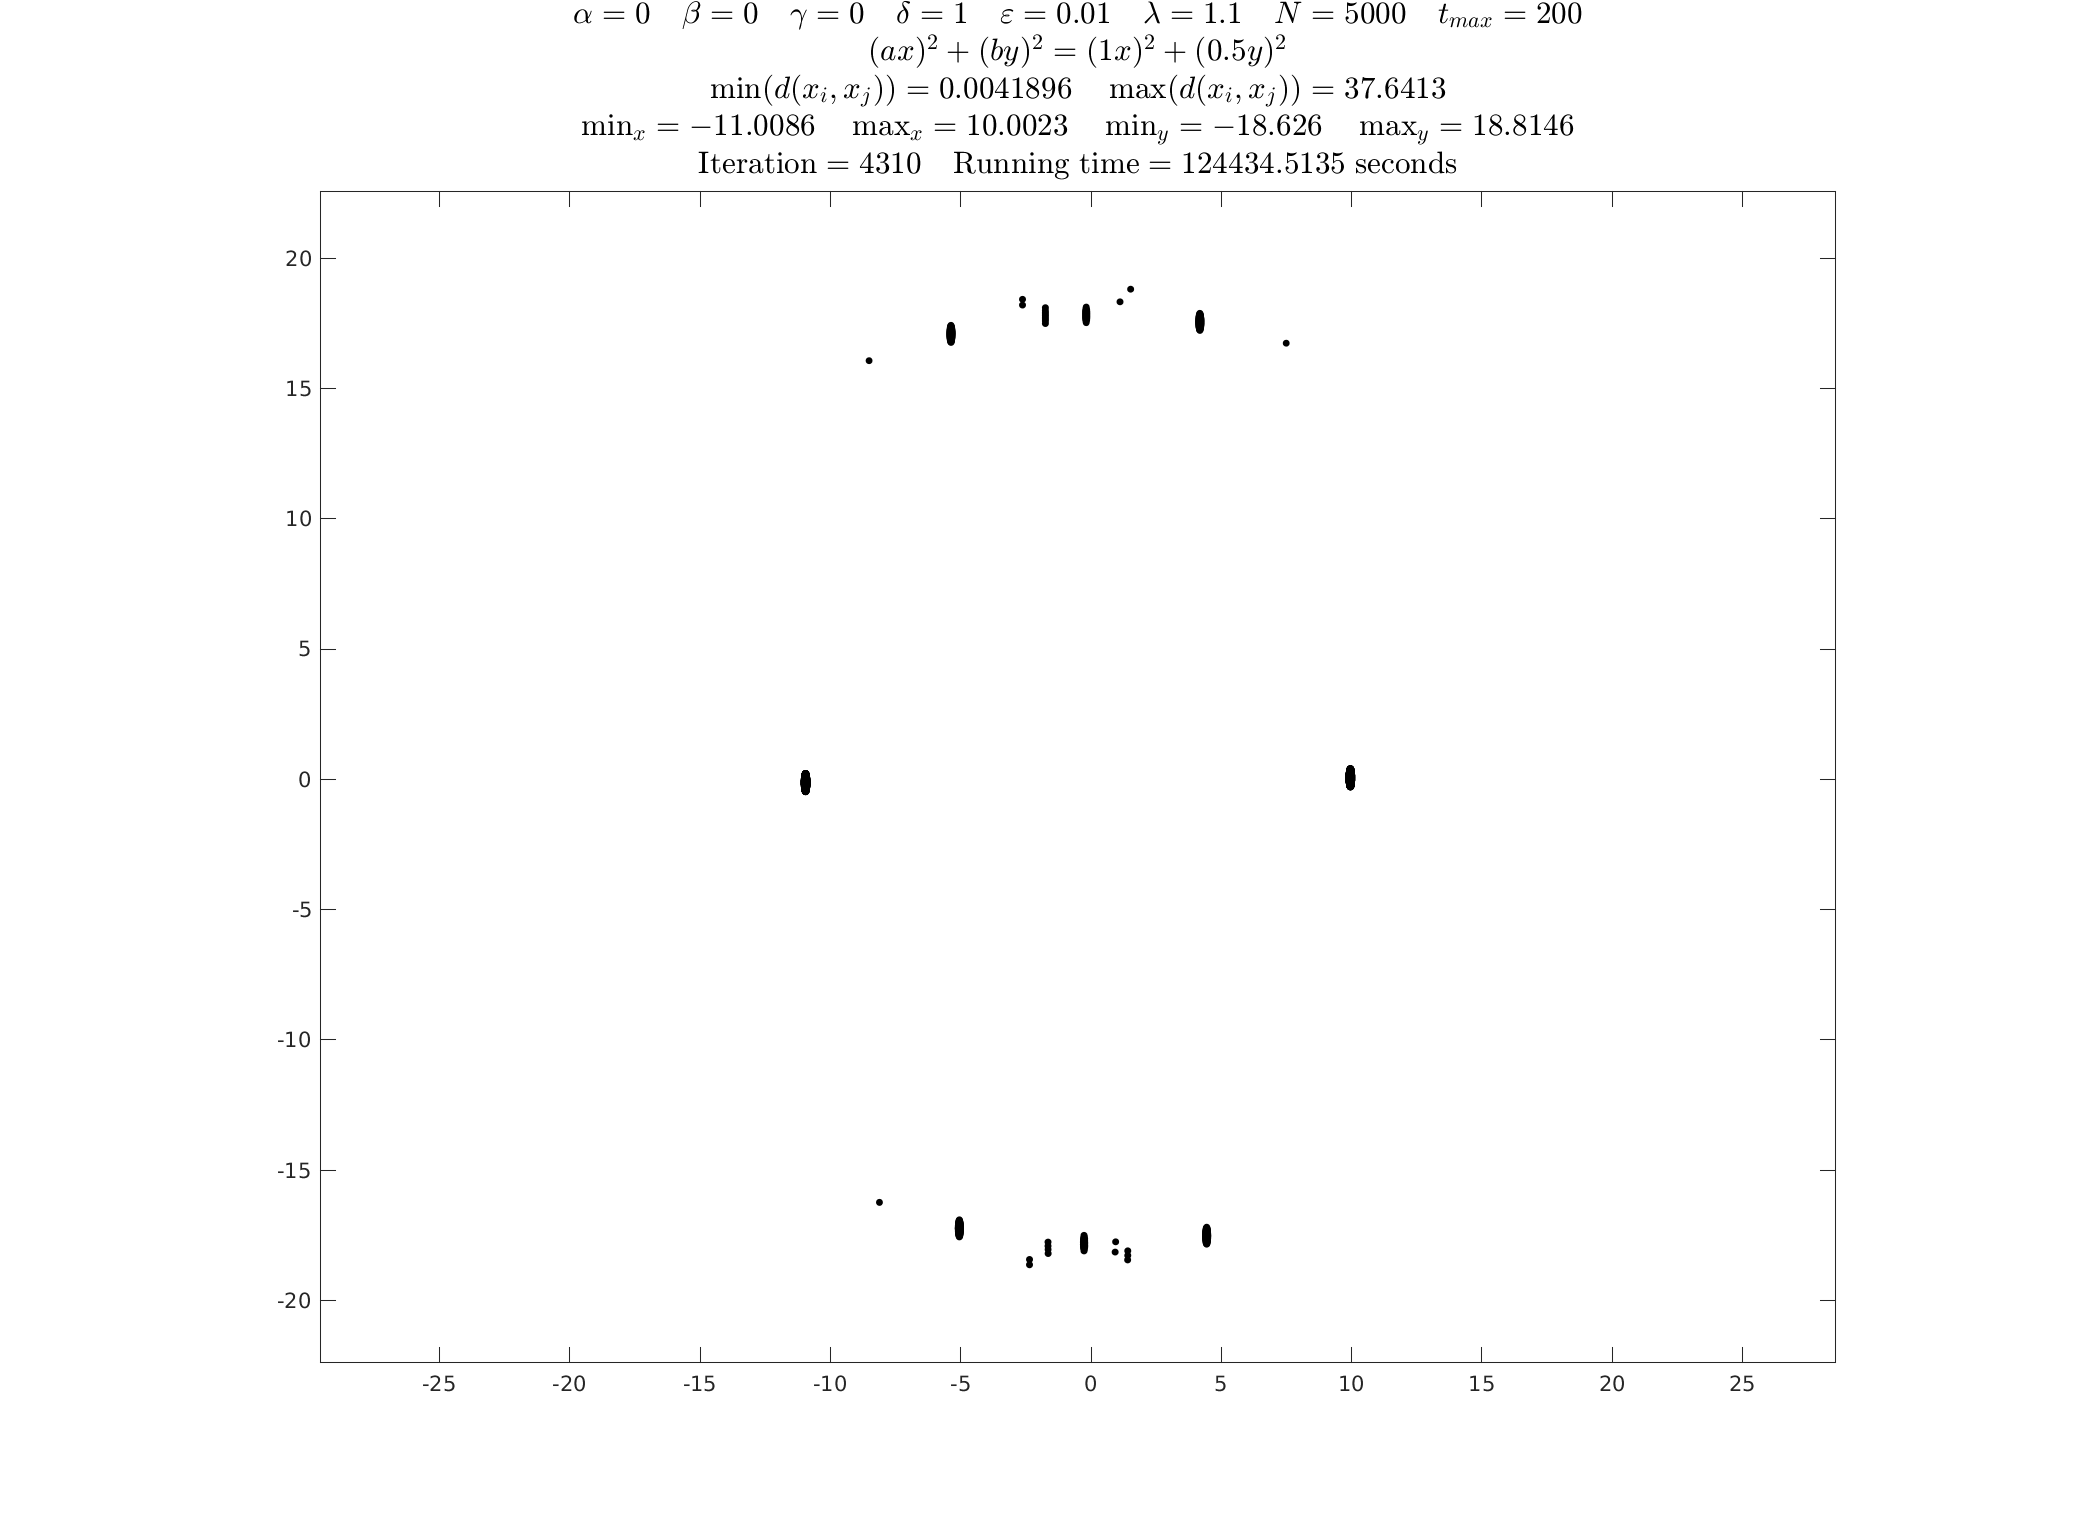 α = 0 β = 0 γ = 0 δ = 1 ε = 0.01 λ = 1.1 N = 5000 t_{max} = 200
(ax)² + (by)² = (1x)² + (0.5y)²
min(d(x_i, x_j)) = 0.0041896 max(d(x_i, x_j)) = 37.6413
min_x = −11.0086 max_x = 10.0023 min_y = −18.626 max_y = 18.8146
Iteration = 4310 Running time = 124434.5135 seconds
20
15
10
5
0
-5
-10
-15
-20
-25 -20 -15 -10 -5 0 5 10 15 20 25